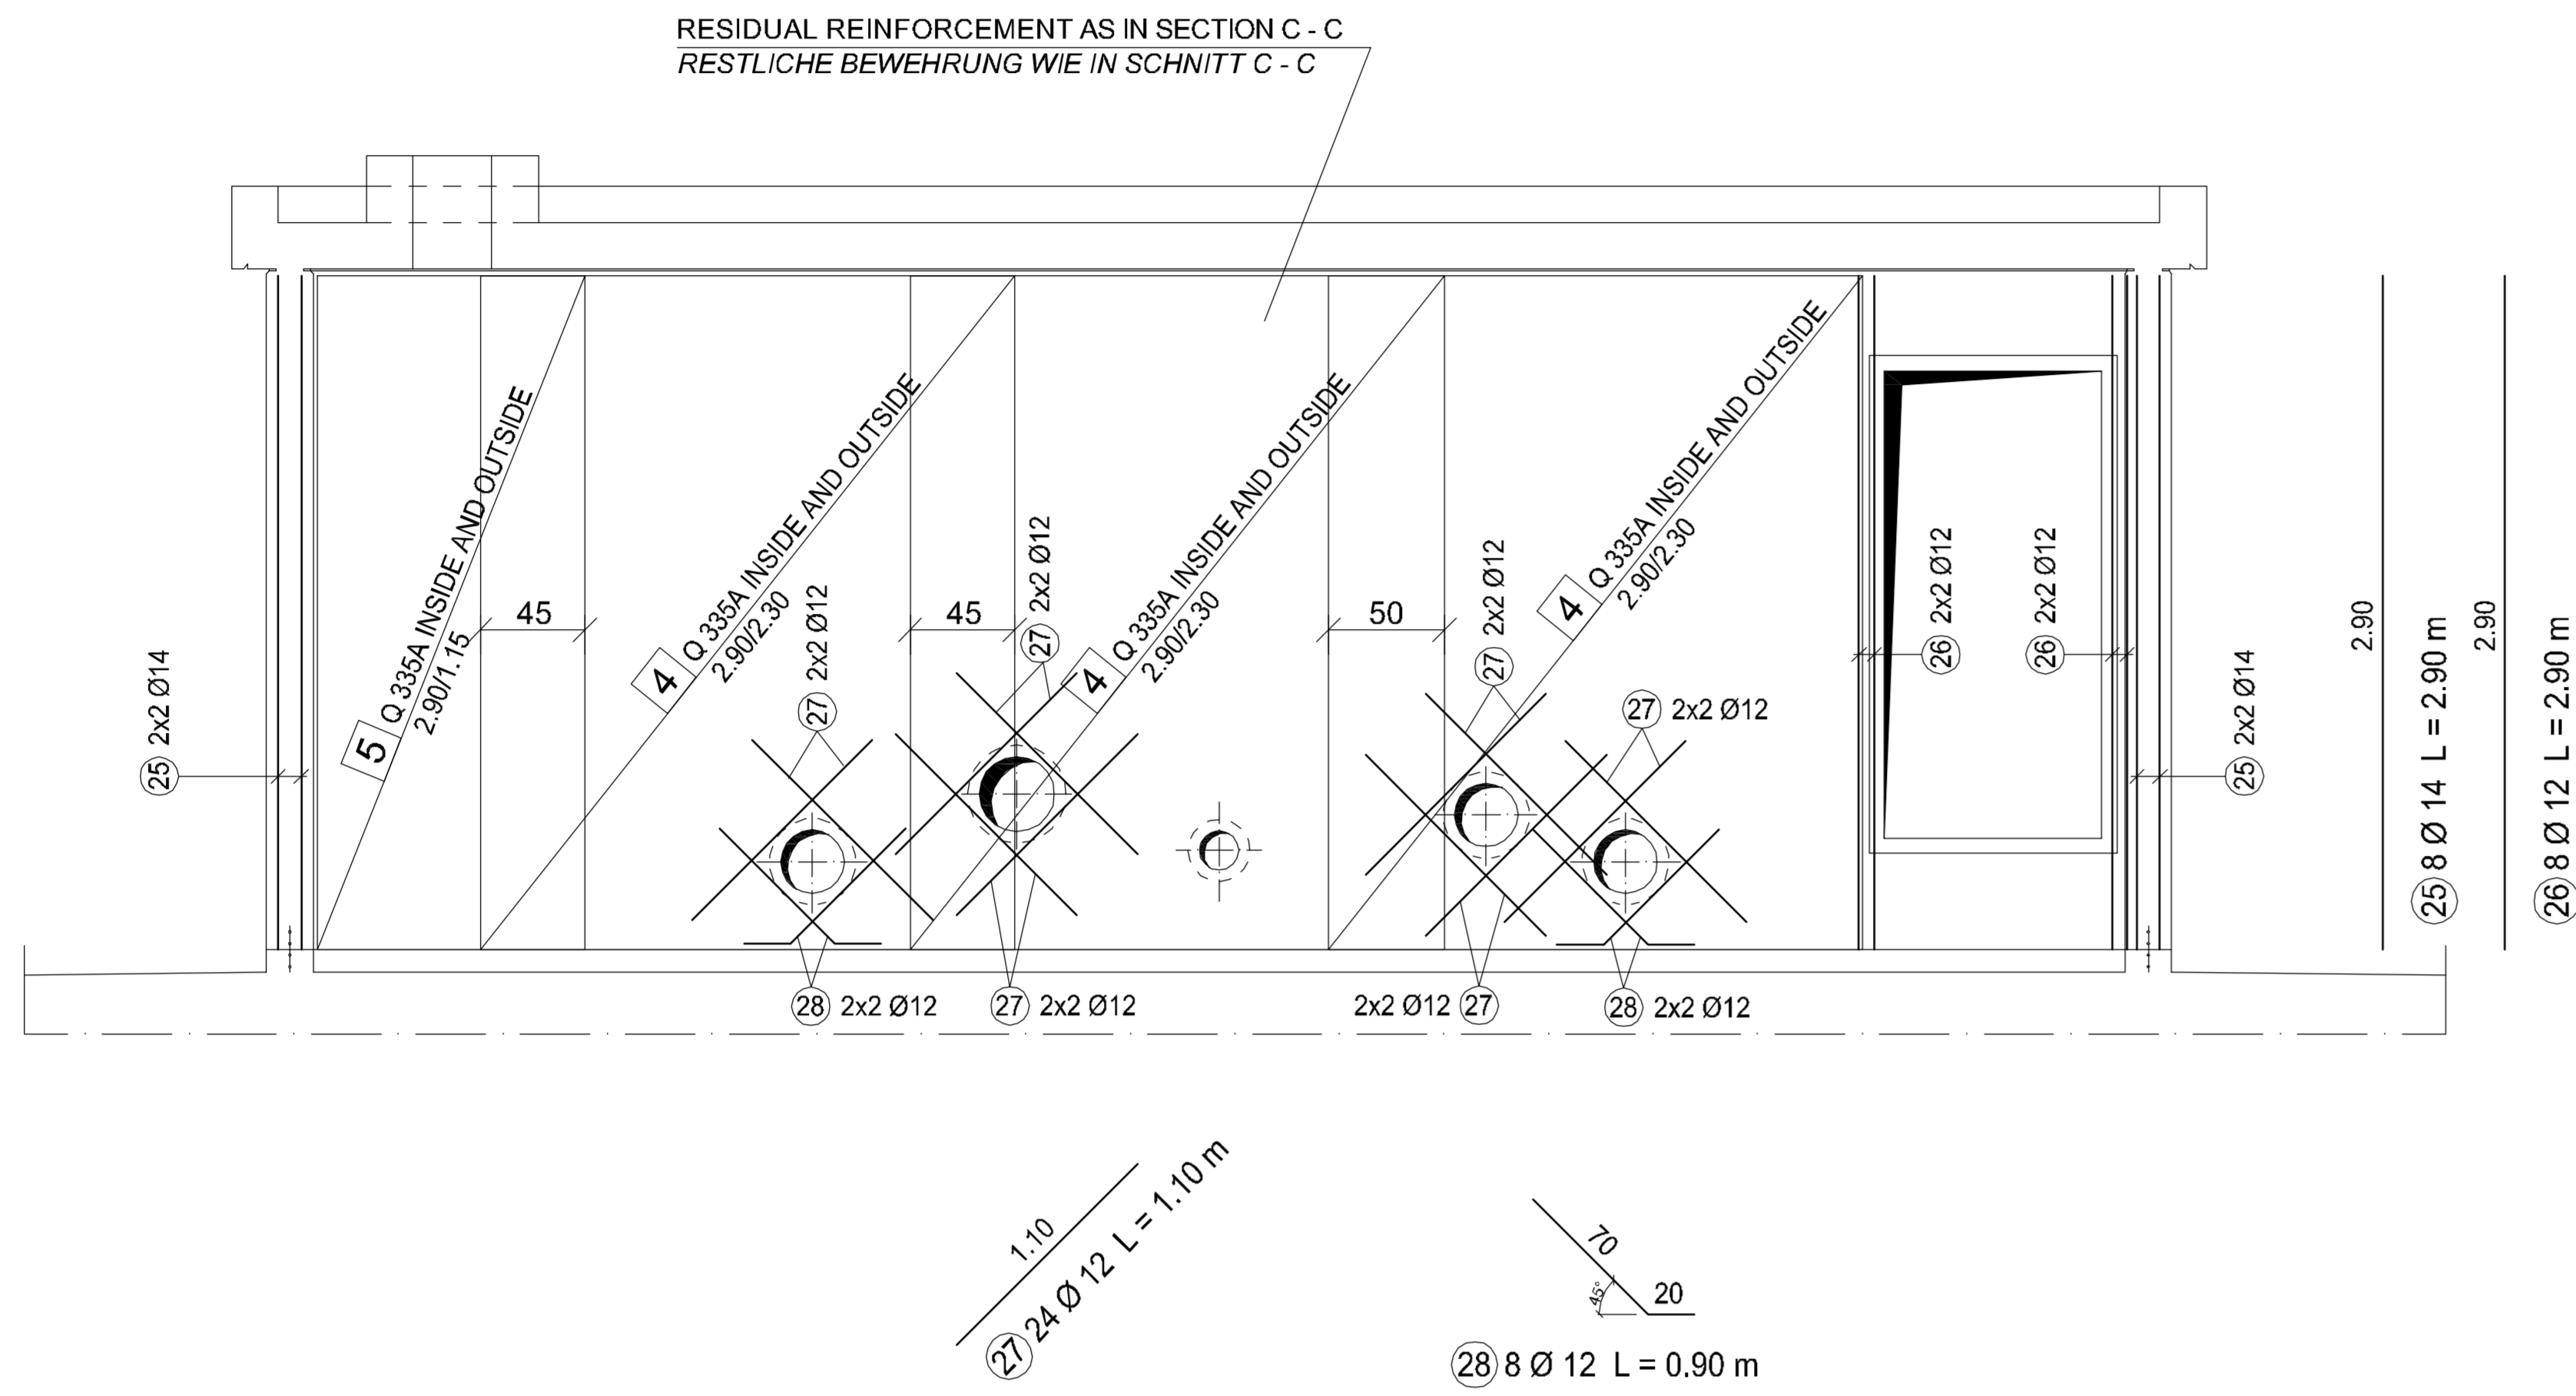 RESIDUAL REINFORCEMENT AS IN SECTION C - C
RESTLICHE BEWEHRUNG WIE IN SCHNITT C - C
25 2x2 Ø14
5 Q 335A INSIDE AND OUTSIDE
2.90/1.15
45
4 Q 335A INSIDE AND OUTSIDE
2.90/2.30
27 2x2 Ø12
45
27 2x2 Ø12
4 Q 335A INSIDE AND OUTSIDE
2.90/2.30
50
27 2x2 Ø12
4 Q 335A INSIDE AND OUTSIDE
2.90/2.30
27 2x2 Ø12
26 2x2 Ø12
26 2x2 Ø12
25 2x2 Ø14
2.90
25 8 Ø 14 L = 2.90 m
2.90
26 8 Ø 12 L = 2.90 m
28 2x2 Ø12
27 2x2 Ø12
2x2 Ø12 27
28 2x2 Ø12
1.10
27 24 Ø 12 L = 1.10 m
70
45°
20
28 8 Ø 12 L = 0.90 m